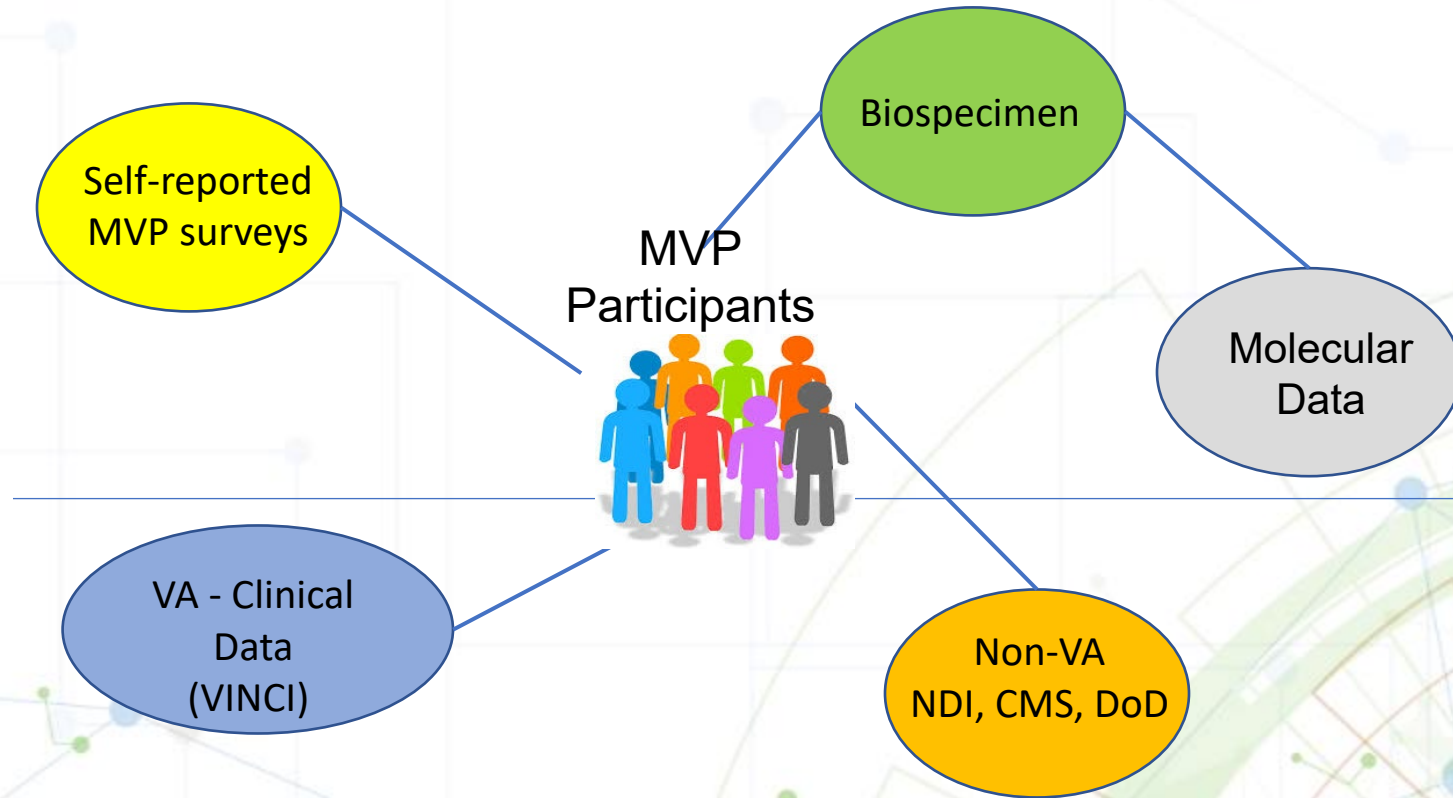 Biospecimen
Self-reported
MVP surveys
MVP
Participants
Molecular
Data
VA - Clinical
Data
(VINCI)
Non-VA
NDI, CMS, DoD